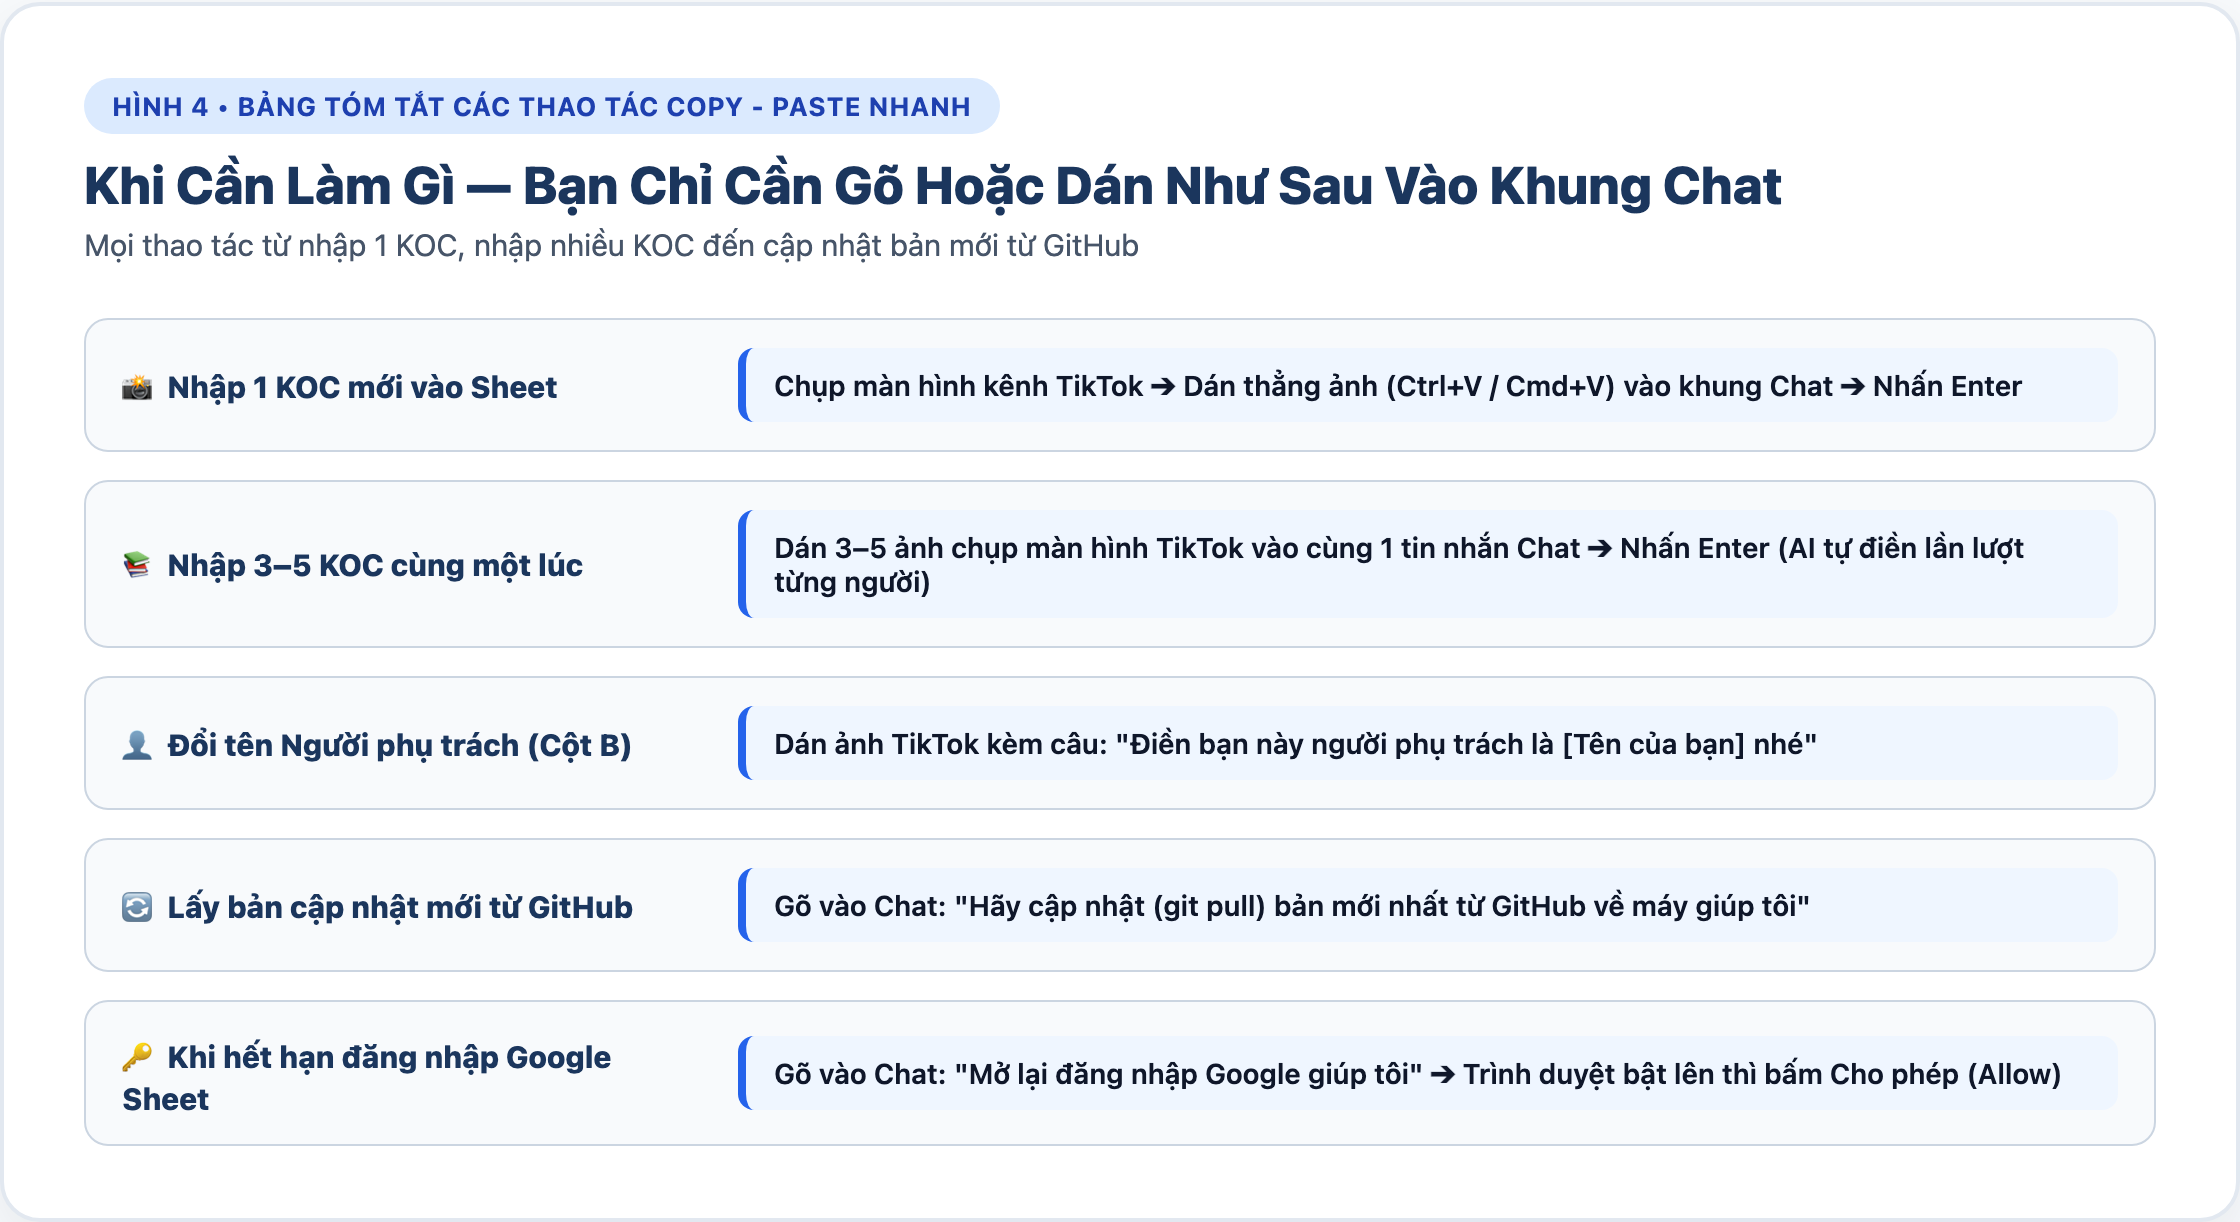 HÌNH 4 • BẢNG TÓM TẮT CÁC THAO TÁC COPY - PASTE NHANH
Khi Cần Làm Gì — Bạn Chỉ Cần Gõ Hoặc Dán Như Sau Vào Khung Chat
Mọi thao tác từ nhập 1 KOC, nhập nhiều KOC đến cập nhật bản mới từ GitHub
📸 Nhập 1 KOC mới vào Sheet
Chụp màn hình kênh TikTok ➔ Dán thẳng ảnh (Ctrl+V / Cmd+V) vào khung Chat ➔ Nhấn Enter
📚 Nhập 3–5 KOC cùng một lúc
Dán 3–5 ảnh chụp màn hình TikTok vào cùng 1 tin nhắn Chat ➔ Nhấn Enter (AI tự điền lần lượt
từng người)
👤 Đổi tên Người phụ trách (Cột B)
Dán ảnh TikTok kèm câu: "Điền bạn này người phụ trách là [Tên của bạn] nhé"
🔄 Lấy bản cập nhật mới từ GitHub
Gõ vào Chat: "Hãy cập nhật (git pull) bản mới nhất từ GitHub về máy giúp tôi"
🔑 Khi hết hạn đăng nhập Google
Sheet
Gõ vào Chat: "Mở lại đăng nhập Google giúp tôi" ➔ Trình duyệt bật lên thì bấm Cho phép (Allow)